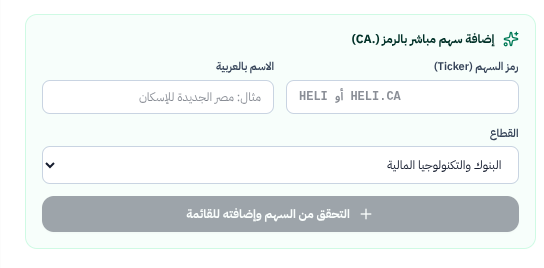 إضافة سهم مباشر بالرمز (.CA)
رمز السهم (Ticker)
الاسم بالعربية
HELI أو HELI.CA
مثال: مصر الجديدة للإسكان
القطاع
البنوك والتكنولوجيا المالية
+ التحقق من السهم وإضافته للقائمة